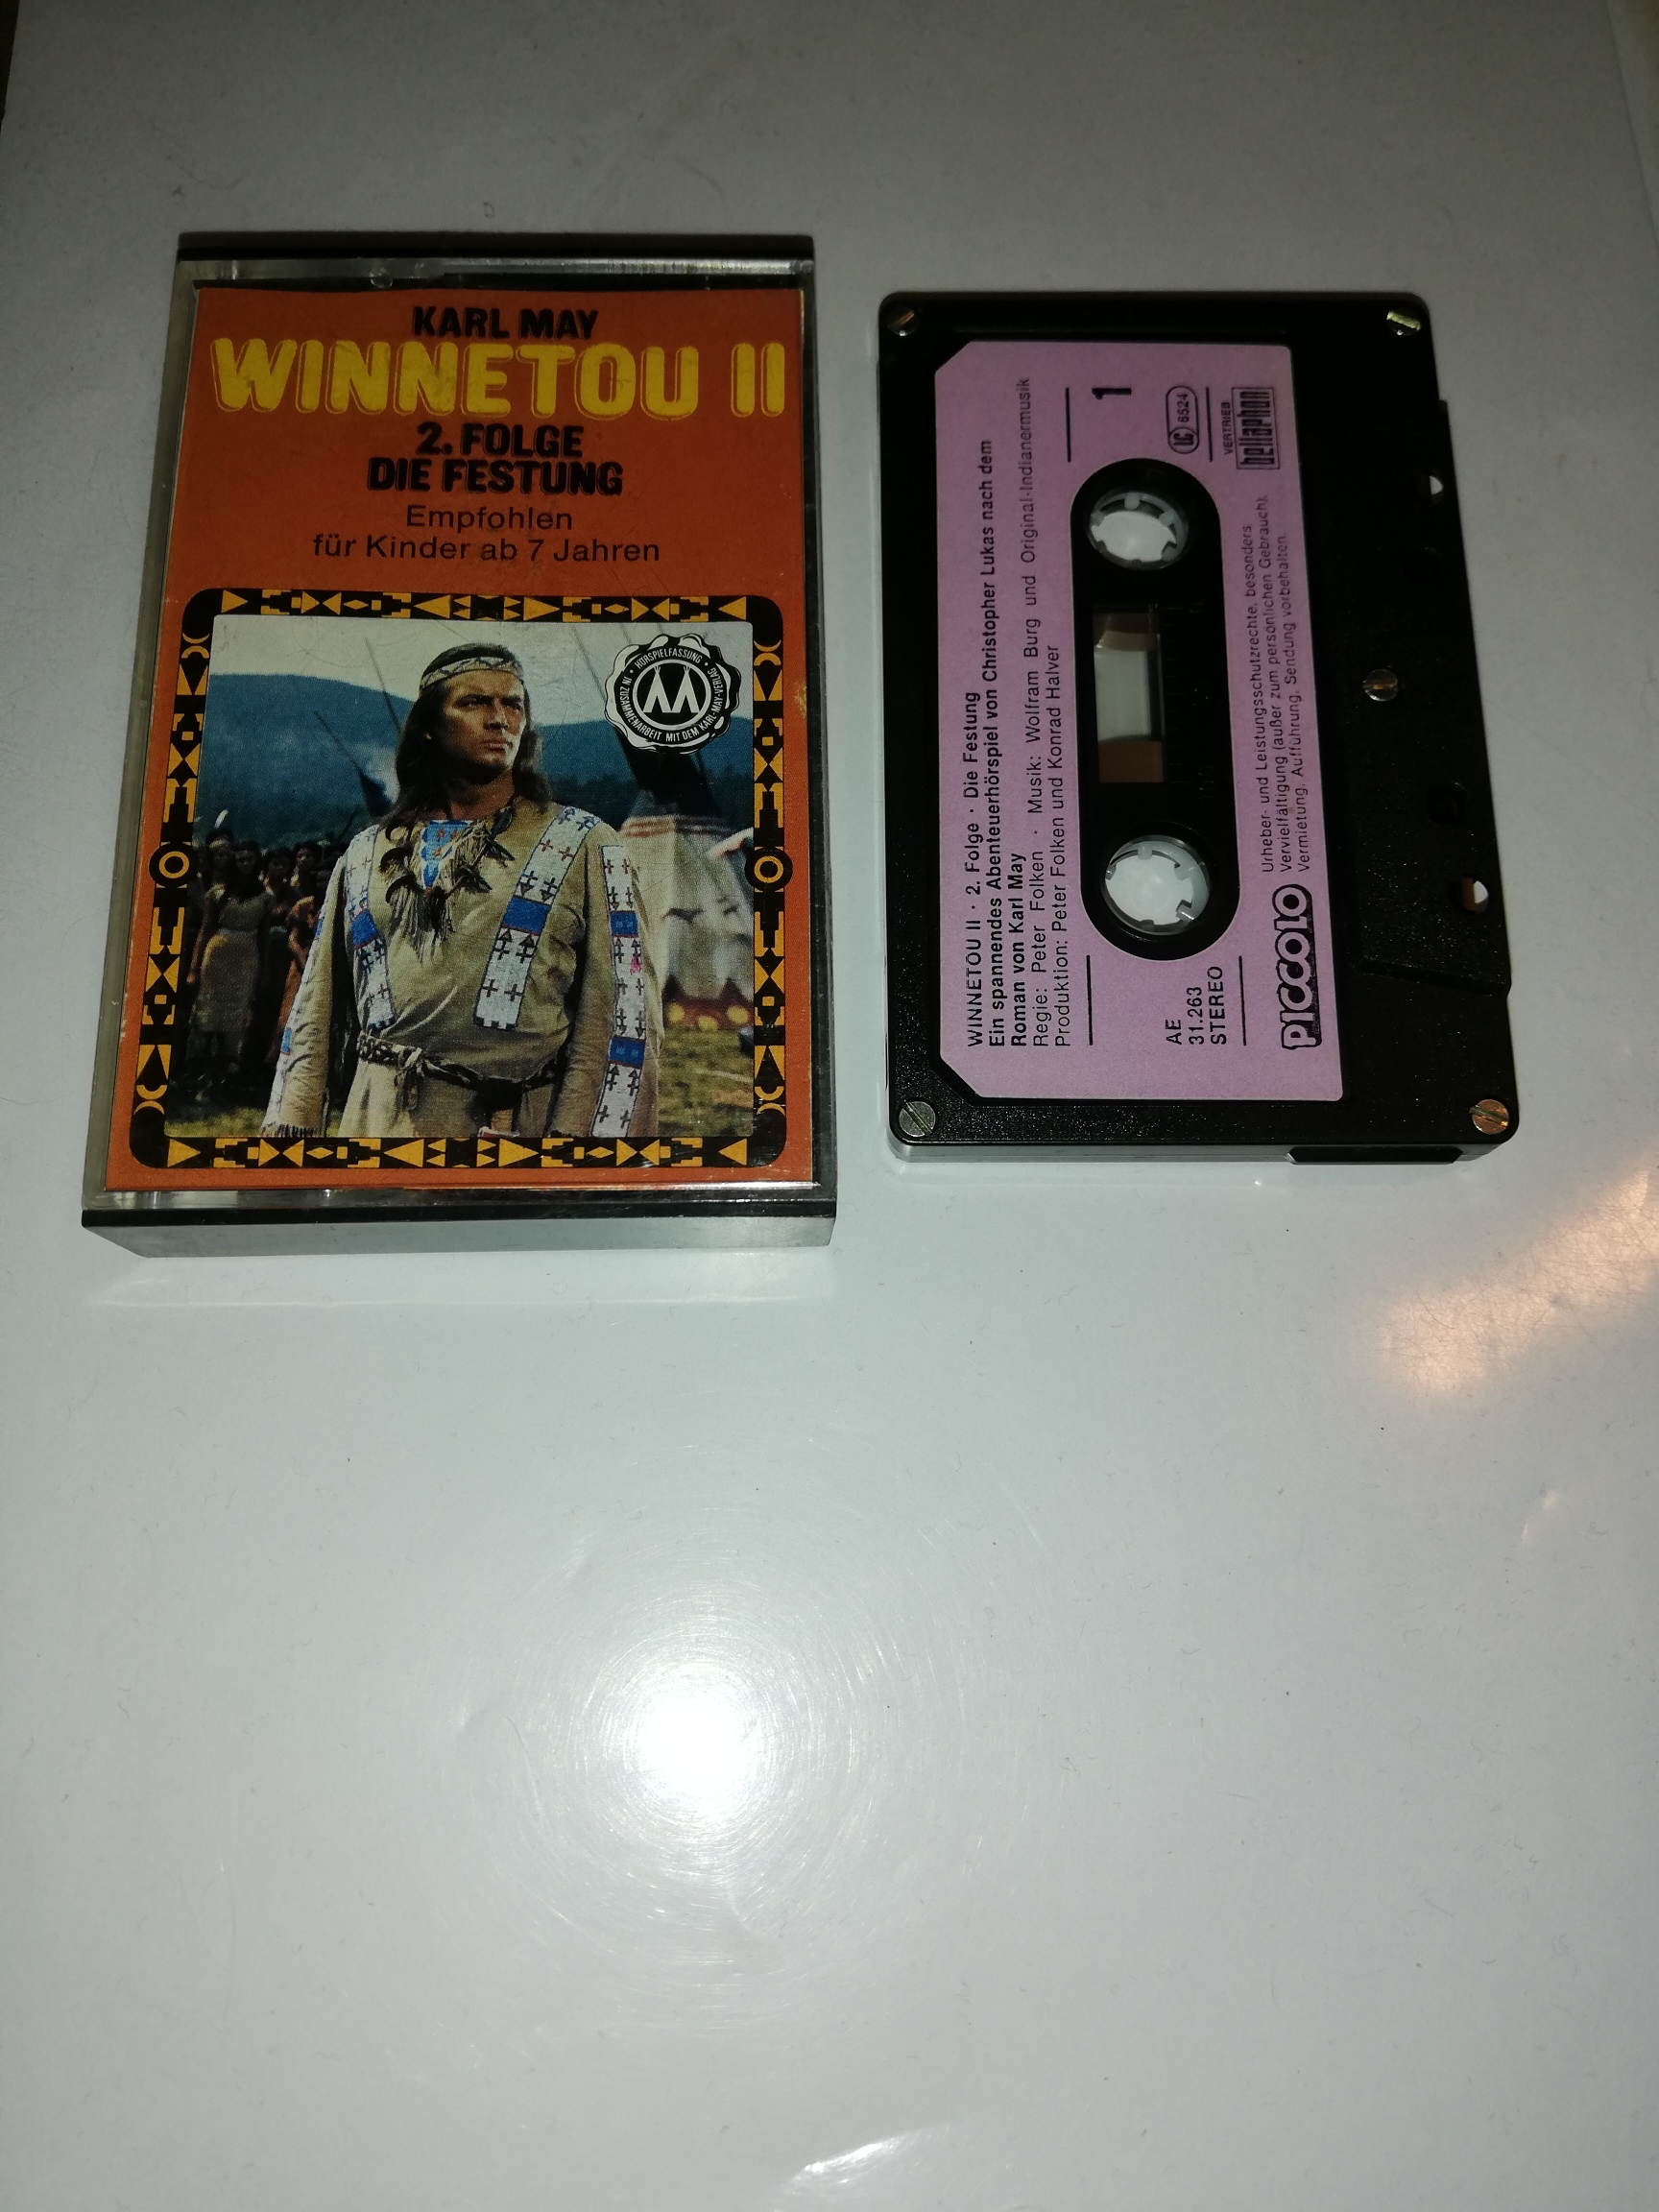 KARL MAY
WINNETOU II
2. FOLGE
DIE FESTUNG
Empfohlen
für Kinder ab 7 Jahren
HÖRSPIELFASSUNG
IN ZUSAMMENARBEIT MIT DEM KARL-MAY-VERLAG
WINNETOU II · 2. Folge · Die Festung
Ein spannendes Abenteuerhörspiel von Christopher Lukas nach dem
Roman von Karl May
Regie: Peter Folken · Musik: Wolfram Burg und Original-Indianermusik
Produktion: Peter Folken und Konrad Halver
1
AE
31.263
STEREO
LC 6524
VERTRIEB
bellaphon
PICCOLO
Urheber- und Leistungsschutzrechte, besonders
Vervielfältigung (außer zum persönlichen Gebrauch),
Vermietung, Aufführung, Sendung vorbehalten.